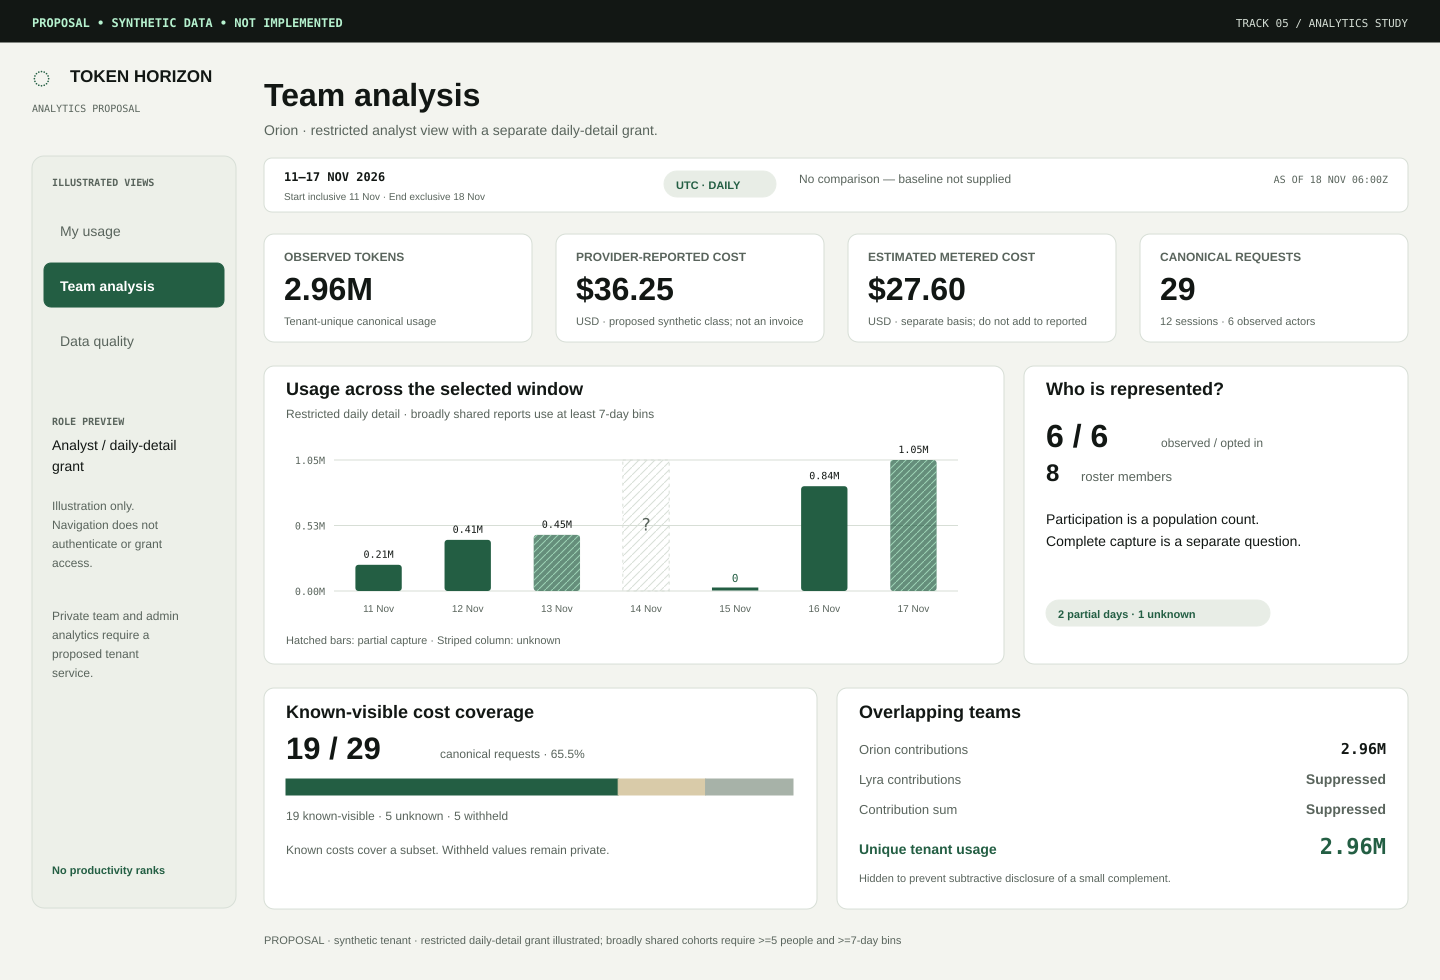 PROPOSAL • SYNTHETIC DATA • NOT IMPLEMENTED
TRACK 05 / ANALYTICS STUDY
TOKEN HORIZON
ANALYTICS PROPOSAL
ILLUSTRATED VIEWS
My usage
Team analysis
Data quality
ROLE PREVIEW
Analyst / daily-detail
grant
Illustration only.
Navigation does not
authenticate or grant
access.
Private team and admin
analytics require a
proposed tenant
service.
No productivity ranks
Team analysis
Orion · restricted analyst view with a separate daily-detail grant.
11–17 NOV 2026
Start inclusive 11 Nov · End exclusive 18 Nov
UTC · DAILY
No comparison — baseline not supplied
AS OF 18 NOV 06:00Z
OBSERVED TOKENS
2.96M
Tenant-unique canonical usage
PROVIDER-REPORTED COST
$36.25
USD · proposed synthetic class; not an invoice
ESTIMATED METERED COST
$27.60
USD · separate basis; do not add to reported
CANONICAL REQUESTS
29
12 sessions · 6 observed actors
Usage across the selected window
Restricted daily detail · broadly shared reports use at least 7-day bins
1.05M
0.53M
0.00M
0.21M
0.41M
0.45M
?
0
0.84M
1.05M
11 Nov
12 Nov
13 Nov
14 Nov
15 Nov
16 Nov
17 Nov
Hatched bars: partial capture · Striped column: unknown
Who is represented?
6 / 6 observed / opted in
8 roster members
Participation is a population count.
Complete capture is a separate question.
2 partial days · 1 unknown
Known-visible cost coverage
19 / 29 canonical requests · 65.5%
19 known-visible · 5 unknown · 5 withheld
Known costs cover a subset. Withheld values remain private.
Overlapping teams
Orion contributions 2.96M
Lyra contributions Suppressed
Contribution sum Suppressed
Unique tenant usage 2.96M
Hidden to prevent subtractive disclosure of a small complement.
PROPOSAL · synthetic tenant · restricted daily-detail grant illustrated; broadly shared cohorts require >=5 people and >=7-day bins